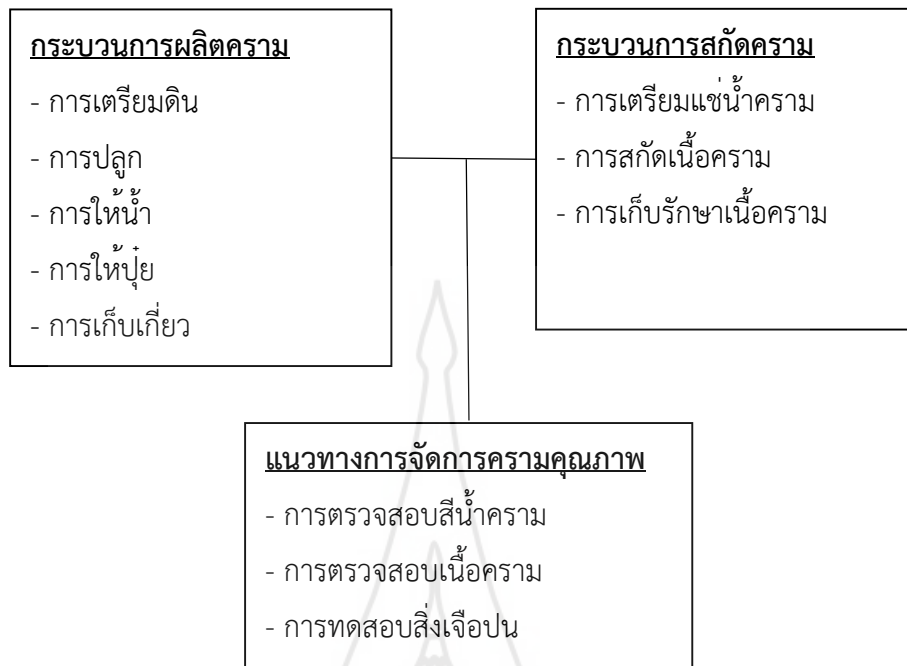 กระบวนการผลิตคราม
- การเตรียมดิน
- การปลูก
- การให้น้ำ
- การให้ปุ๋ย
- การเก็บเกี่ยว
กระบวนการสกัดคราม
- การเตรียมแช่น้ำคราม
- การสกัดเนื้อคราม
- การเก็บรักษาเนื้อคราม
แนวทางการจัดการครามคุณภาพ
- การตรวจสอบสีน้ำคราม
- การตรวจสอบเนื้อคราม
- การทดสอบสิ่งเจือปน